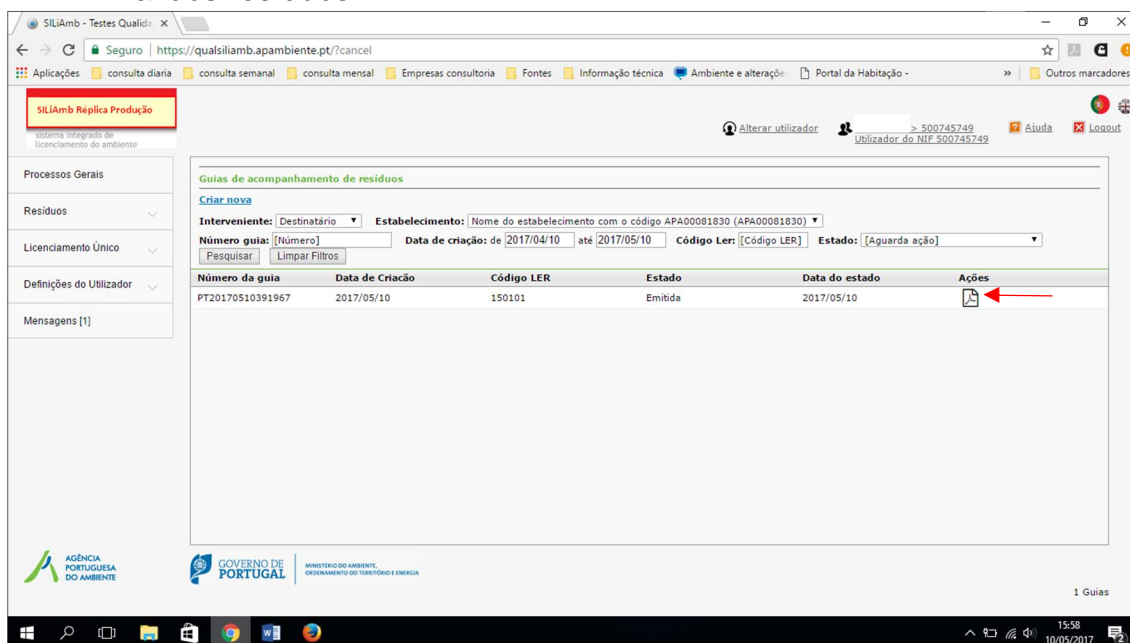 SILiAmb - Testes Qualida
Seguro | https://qualsiliamb.apambiente.pt/?cancel
Aplicações consulta diaria consulta semanal consulta mensal Empresas consultoria Fontes Informação técnica Ambiente e alteraçõe Portal da Habitação - » Outros marcadores
SILiAmb Réplica Produção
sistema integrado de
licenciamento do ambiente
Alterar utilizador > 500745749
Utilizador do NIF 500745749
Ajuda Logout
Processos Gerais
Resíduos
Licenciamento Único
Definições do Utilizador
Mensagens [1]
Guias de acompanhamento de resíduos
Criar nova
Interveniente: Destinatário Estabelecimento: Nome do estabelecimento com o código APA00081830 (APA00081830)
Número guia: [Número] Data de criação: de 2017/04/10 até 2017/05/10 Código Ler: [Código LER] Estado: [Aguarda ação]
Pesquisar Limpar Filtros
Número da guia Data de Criação Código LER Estado Data do estado Ações
PT20170510391967 2017/05/10 150101 Emitida 2017/05/10
AGÊNCIA
PORTUGUESA
DO AMBIENTE
GOVERNO DE
PORTUGAL
MINISTÉRIO DO AMBIENTE,
ORDENAMENTO DO TERRITÓRIO E ENERGIA
1 Guias
15:58
10/05/2017